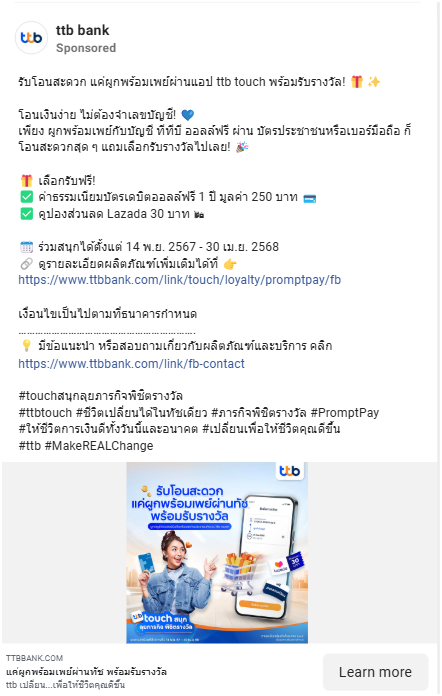 ttb
ttb bank
Sponsored
รับโอนสะดวก แค่ผูกพร้อมเพย์ผ่านแอป ttb touch พร้อมรับรางวัล! 🎁 ✨
โอนเงินง่าย ไม่ต้องจำเลขบัญชี! 💙
เพียง ผูกพร้อมเพย์กับบัญชี ทีทีบี ออลล์ฟรี ผ่าน บัตรประชาชนหรือเบอร์มือถือ ก็
โอนสะดวกสุด ๆ แถมเลือกรับรางวัลไปเลย! 🎉
🎁 เลือกรับฟรี!
✅ ค่าธรรมเนียมบัตรเดบิตออลล์ฟรี 1 ปี มูลค่า 250 บาท 💳
✅ คูปองส่วนลด Lazada 30 บาท
🗓️ ร่วมสนุกได้ตั้งแต่ 14 พ.ย. 2567 - 30 เม.ย. 2568
🔗 ดูรายละเอียดผลิตภัณฑ์เพิ่มเติมได้ที่ 👉
https://www.ttbbank.com/link/touch/loyalty/promptpay/fb
เงื่อนไขเป็นไปตามที่ธนาคารกำหนด
…………………………………………………………….
💡 มีข้อแนะนำ หรือสอบถามเกี่ยวกับผลิตภัณฑ์และบริการ คลิก
https://www.ttbbank.com/link/fb-contact
#touchสนุกลุยภารกิจพิชิตรางวัล
#ttbtouch #ชีวิตเปลี่ยนได้ในทัชเดียว #ภารกิจพิชิตรางวัล #PromptPay
#ให้ชีวิตการเงินดีทั้งวันนี้และอนาคต #เปลี่ยนเพื่อให้ชีวิตคุณดีขึ้น
#ttb #MakeREALChange
ttb
รับโอนสะดวก
แค่ผูกพร้อมเพย์ผ่านทัช
พร้อมรับรางวัล
30
ttb touch สนุก
ลุยภารกิจ พิชิตรางวัล
TTBBANK.COM
แค่ผูกพร้อมเพย์ผ่านทัช พร้อมรับรางวัล
ttb เปลี่ยน...เพื่อให้ชีวิตคุณดีขึ้น
Learn more